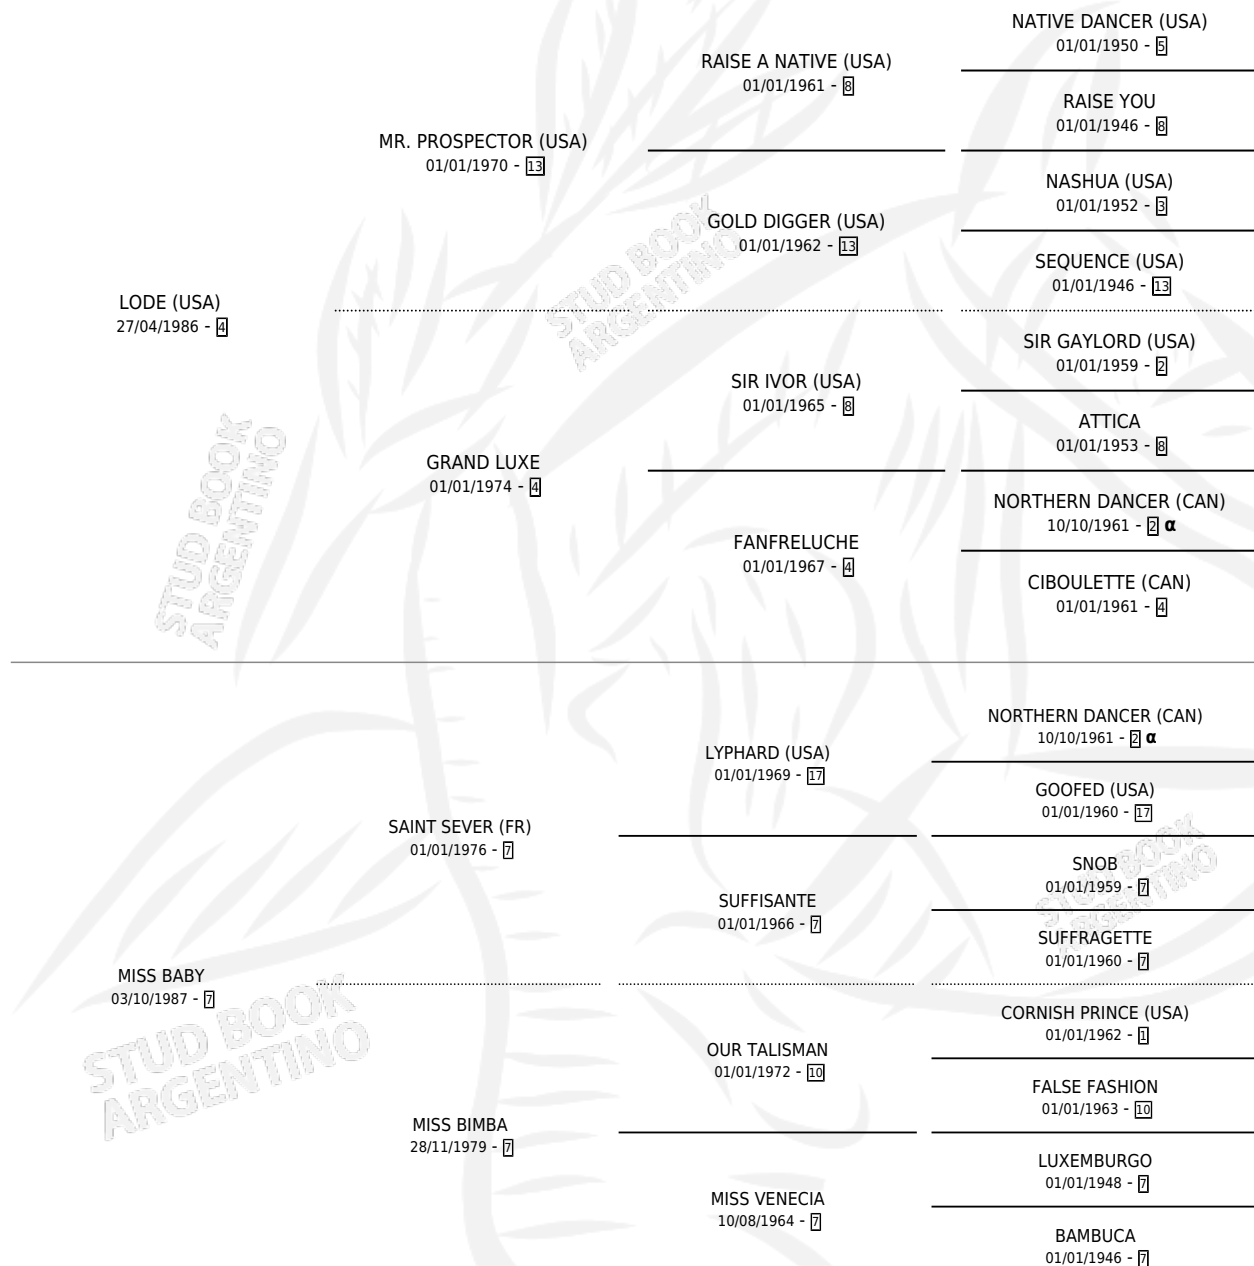 NATIVE DANCER (USA)
01/01/1950 - 5
RAISE A NATIVE (USA)
01/01/1961 - 8
RAISE YOU
01/01/1946 - 8
MR. PROSPECTOR (USA)
01/01/1970 - 13
NASHUA (USA)
01/01/1952 - 3
GOLD DIGGER (USA)
01/01/1962 - 13
SEQUENCE (USA)
01/01/1946 - 13
LODE (USA)
27/04/1986 - 4
SIR GAYLORD (USA)
01/01/1959 - 2
SIR IVOR (USA)
01/01/1965 - 8
ATTICA
01/01/1953 - 8
GRAND LUXE
01/01/1974 - 4
NORTHERN DANCER (CAN)
10/10/1961 - 2 α
FANFRELUCHE
01/01/1967 - 4
CIBOULETTE (CAN)
01/01/1961 - 4
NORTHERN DANCER (CAN)
10/10/1961 - 2 α
LYPHARD (USA)
01/01/1969 - 17
GOOFED (USA)
01/01/1960 - 17
SAINT SEVER (FR)
01/01/1976 - 7
SNOB
01/01/1959 - 7
SUFFISANTE
01/01/1966 - 7
SUFFRAGETTE
01/01/1960 - 7
MISS BABY
03/10/1987 - 7
CORNISH PRINCE (USA)
01/01/1962 - 1
OUR TALISMAN
01/01/1972 - 10
FALSE FASHION
01/01/1963 - 10
MISS BIMBA
28/11/1979 - 7
LUXEMBURGO
01/01/1948 - 7
MISS VENECIA
10/08/1964 - 7
BAMBUCA
01/01/1946 - 7
STUD BOOK
ARGENTINO
STUD BOOK
ARGENTINO
STUD BOOK
ARGENTINO
STUD BOOK
ARGENTINO